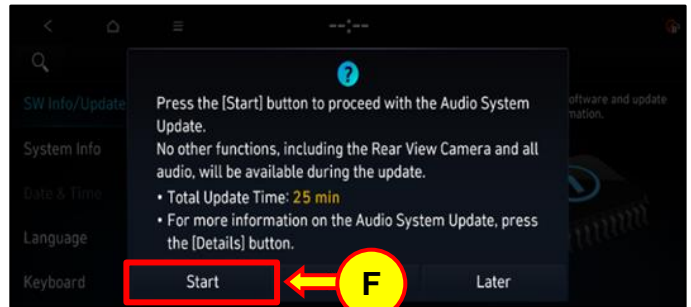 --:--
SW Info/Update
System Info
Date & Time
Language
Keyboard
oftware and update
mation.
?
Press the [Start] button to proceed with the Audio System
Update.
No other functions, including the Rear View Camera and all
audio, will be available during the update.
• Total Update Time: 25 min
• For more information on the Audio System Update, press
the [Details] button.
Start
F
Later